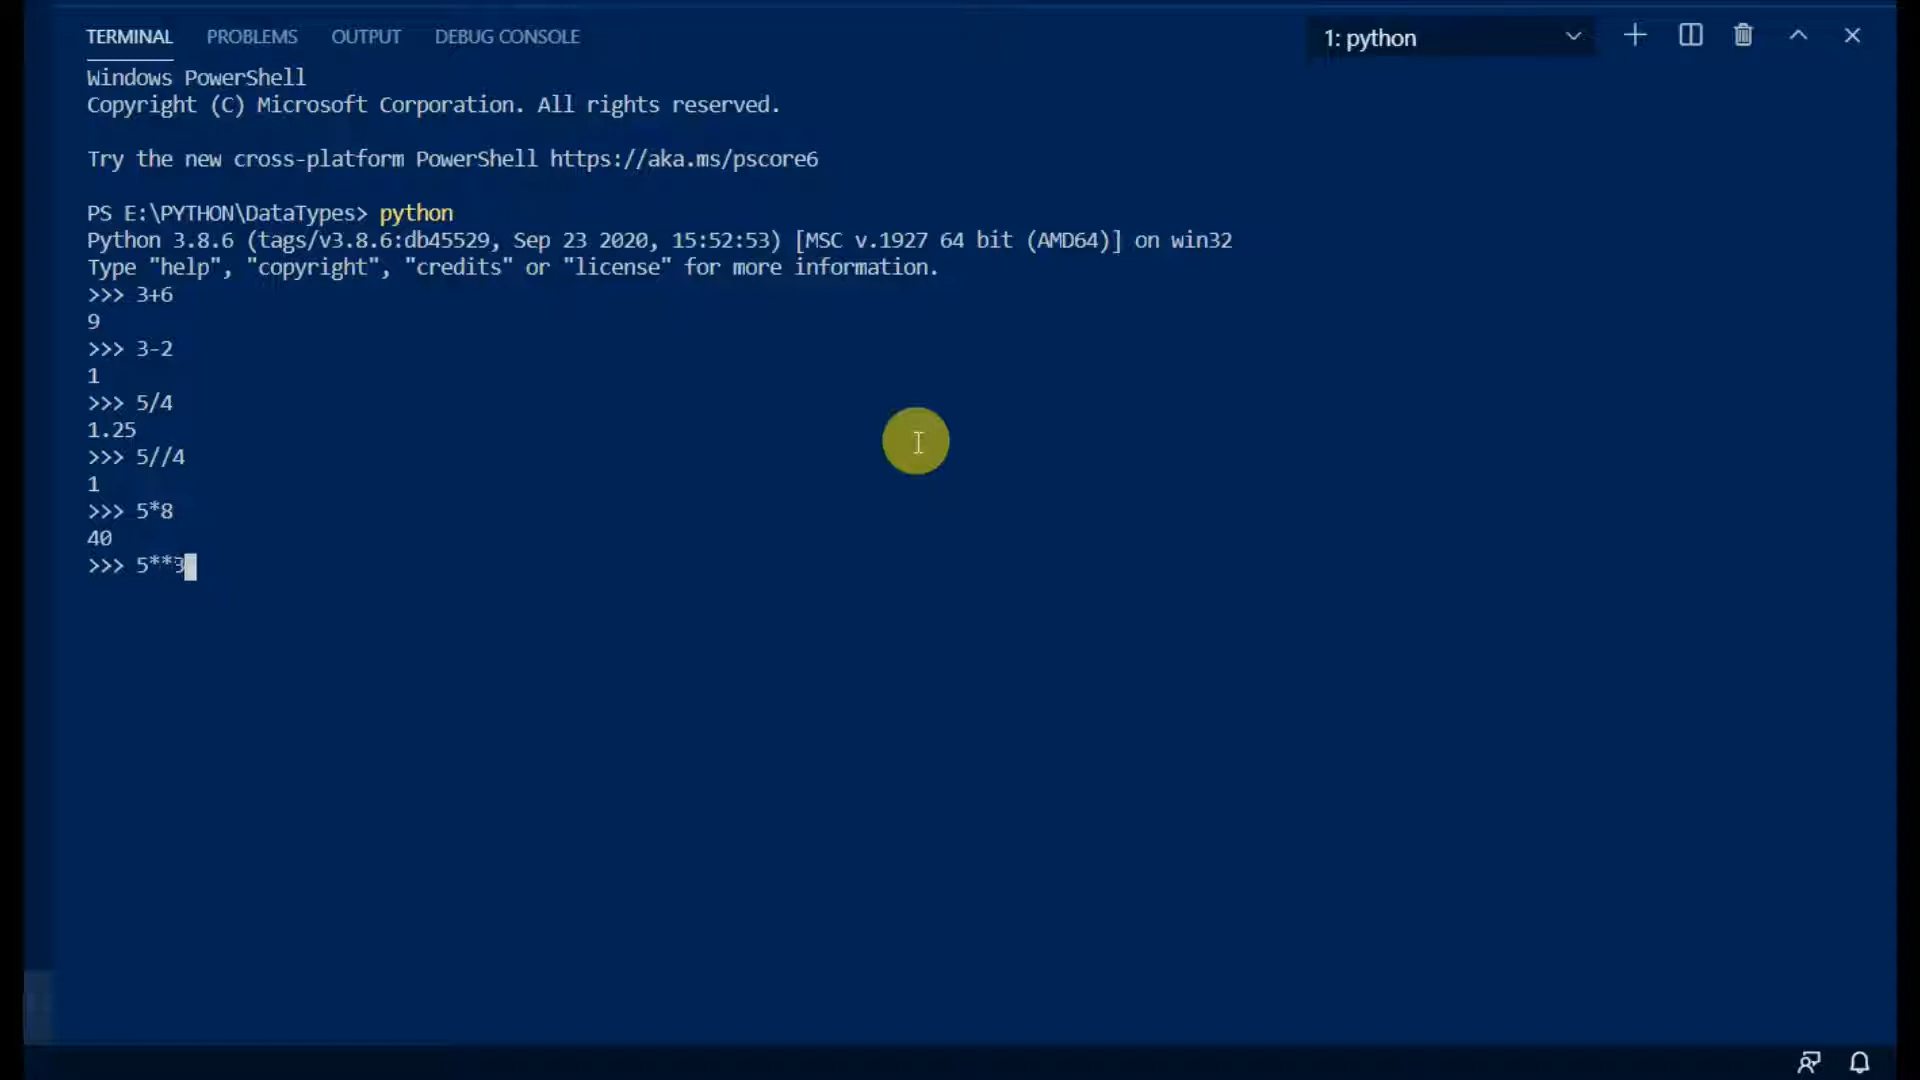 TERMINAL PROBLEMS OUTPUT DEBUG CONSOLE 1: python
Windows PowerShell
Copyright (C) Microsoft Corporation. All rights reserved.
Try the new cross-platform PowerShell https://aka.ms/pscore6
PS E:\PYTHON\DataTypes> python
Python 3.8.6 (tags/v3.8.6:db45529, Sep 23 2020, 15:52:53) [MSC v.1927 64 bit (AMD64)] on win32
Type "help", "copyright", "credits" or "license" for more information.
>>> 3+6
9
>>> 3-2
1
>>> 5/4
1.25
>>> 5//4
1
>>> 5*8
40
>>> 5**3